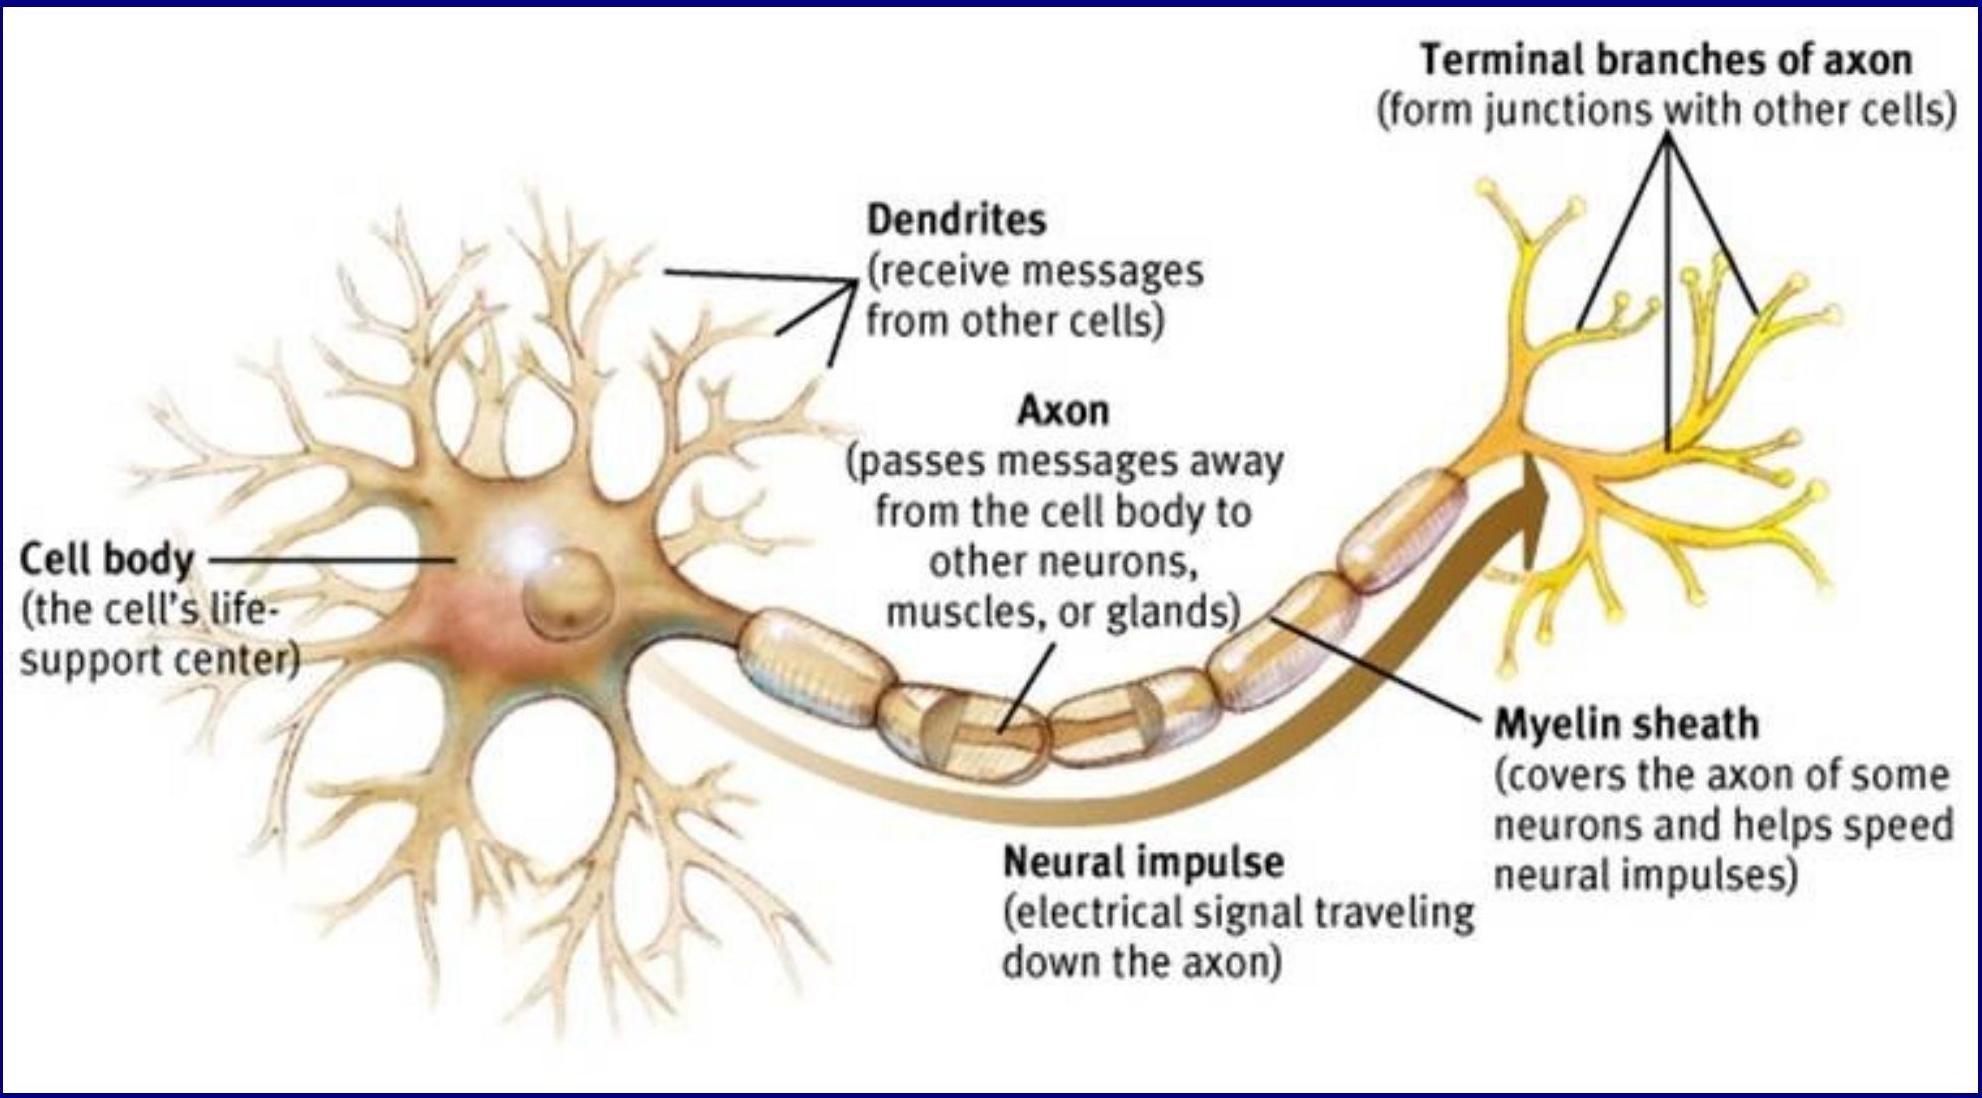 Terminal branches of axon
(form junctions with other cells)
Dendrites
(receive messages
from other cells)
Axon
(passes messages away
from the cell body to
other neurons,
muscles, or glands)
Cell body
(the cell's life-
support center)
Myelin sheath
(covers the axon of some
neurons and helps speed
neural impulses)
Neural impulse
(electrical signal traveling
down the axon)